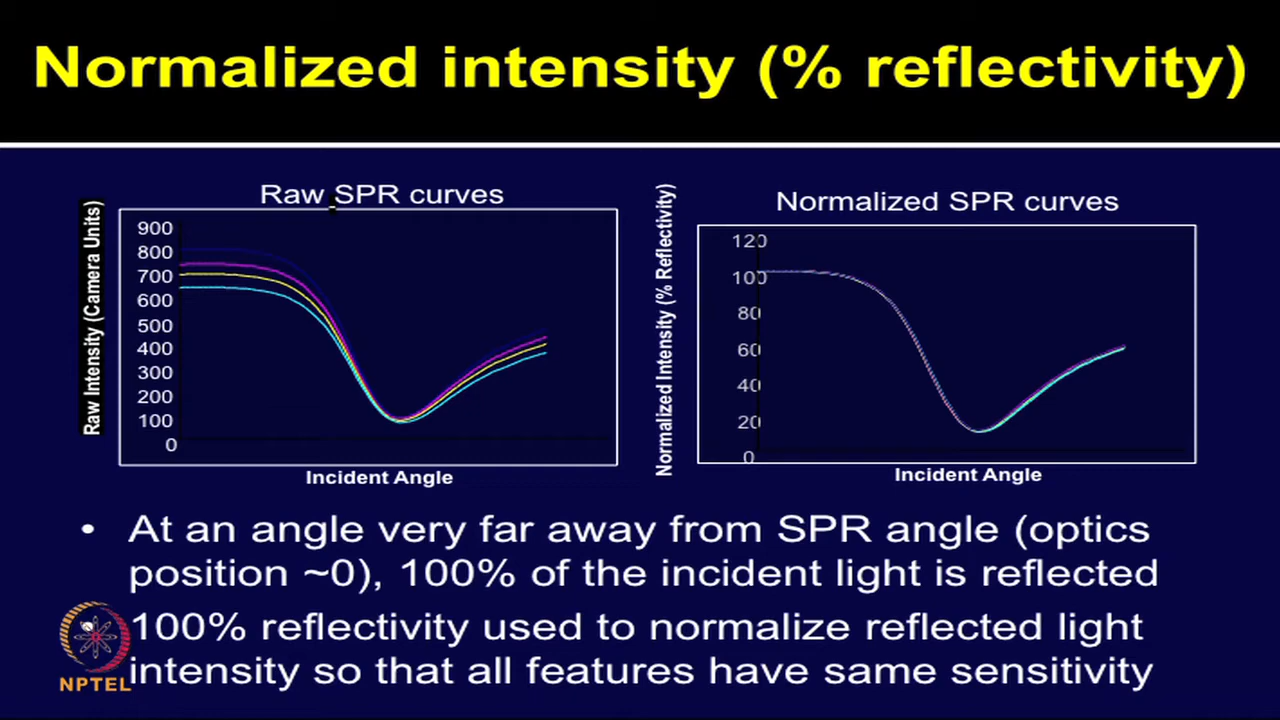 Normalized intensity (% reflectivity)
Raw SPR curves
Raw Intensity (Camera Units)
900
800
700
600
500
400
300
200
100
0
Incident Angle
Normalized SPR curves
Normalized Intensity (% Reflectivity)
120
100
80
60
40
20
0
Incident Angle
• At an angle very far away from SPR angle (optics
position ~0), 100% of the incident light is reflected
100% reflectivity used to normalize reflected light
intensity so that all features have same sensitivity
NPTEL